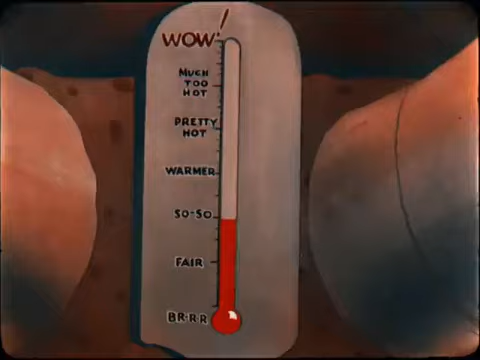 WOW!
MUCH
TOO
HOT
PRETTY
HOT
WARMER
SO-SO
FAIR
BR-R-R